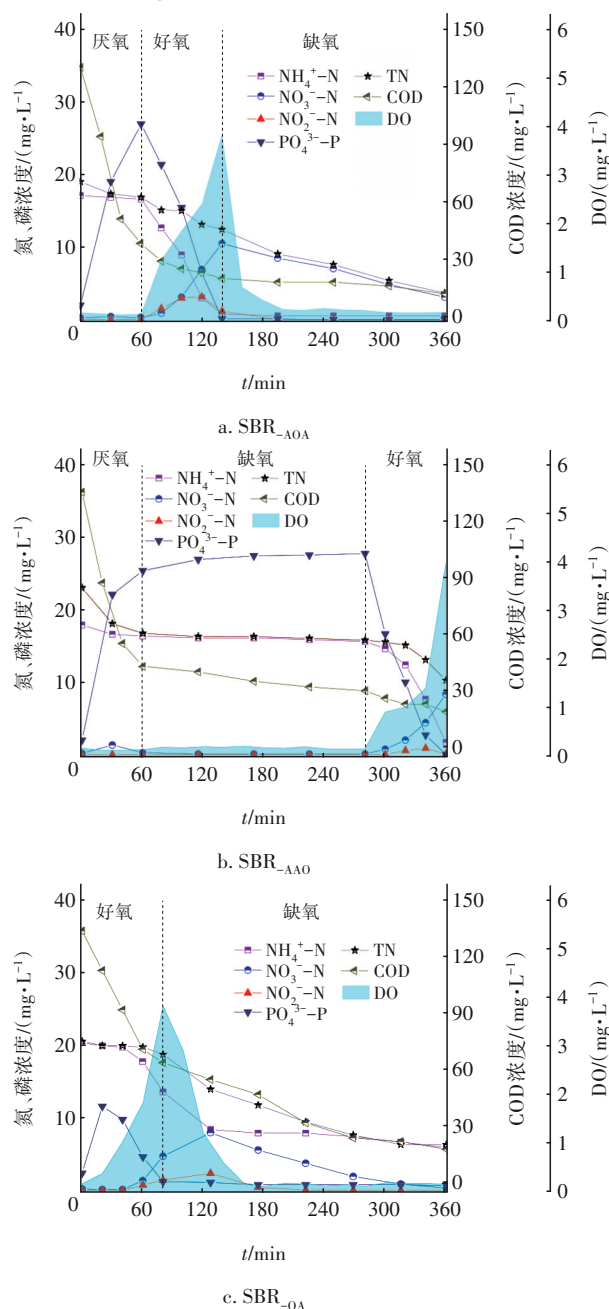 厌氧 好氧 缺氧
40 150 6
NH₄⁺-N TN
NO₃⁻-N COD
NO₂⁻-N DO
PO₄³⁻-P
30 120 5
20 90 4
10 60 3
30 2
0 1
0
氮、磷浓度/(mg•L⁻¹)
COD浓度/(mg•L⁻¹)
DO/(mg•L⁻¹)
0 60 120 180 240 300 360
t/min
a. SBR₋AOA
厌氧 缺氧 好氧
40 150 6
NH₄⁺-N TN
NO₃⁻-N COD
NO₂⁻-N DO
PO₄³⁻-P
30 120 5
20 90 4
10 60 3
30 2
0 1
0
氮、磷浓度/(mg•L⁻¹)
COD浓度/(mg•L⁻¹)
DO/(mg•L⁻¹)
0 60 120 180 240 300 360
t/min
b. SBR₋AAO
好氧 缺氧
40 150 6
NH₄⁺-N TN
NO₃⁻-N COD
NO₂⁻-N DO
PO₄³⁻-P
30 120 5
20 90 4
10 60 3
30 2
0 1
0
氮、磷浓度/(mg•L⁻¹)
COD浓度/(mg•L⁻¹)
DO/(mg•L⁻¹)
0 60 120 180 240 300 360
t/min
c. SBR₋OA